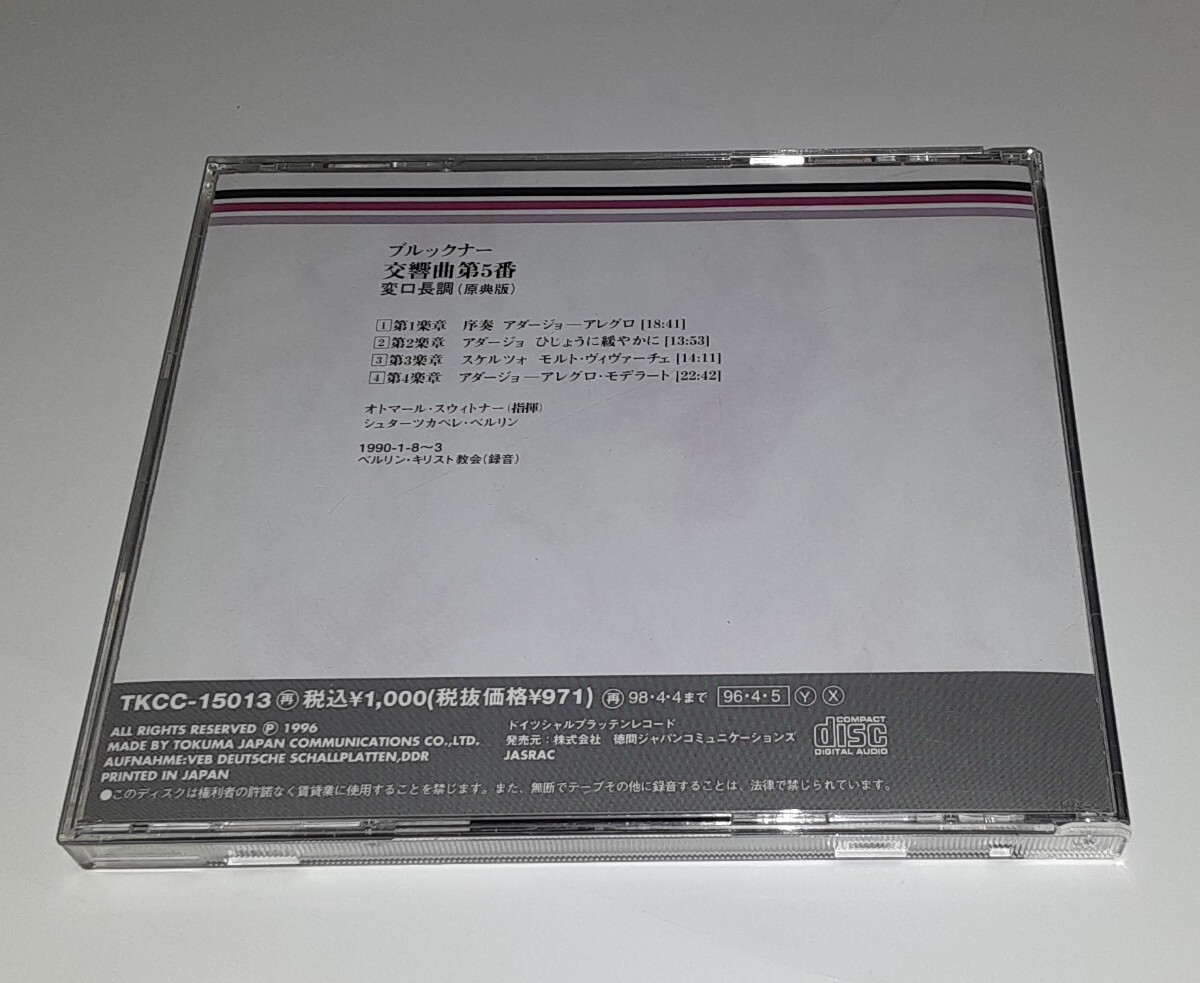 ブルックナー
交響曲第5番
変ロ長調(原典版)
1 第1楽章 序奏 アダージョ―アレグロ [18:41]
2 第2楽章 アダージョ ひじょうに緩やかに [13:53]
3 第3楽章 スケルツォ モルト・ヴィヴァーチェ [14:11]
4 第4楽章 アダージョ―アレグロ・モデラート [22:42]
オトマール・スウィトナー(指揮)
シュターツカペレ・ベルリン
1990-1-8〜3
ベルリン・キリスト教会(録音)
TKCC-15013 再 税込¥1,000(税抜価格¥971) 再 98・4・4まで 96・4・5 Y X
ALL RIGHTS RESERVED Ⓟ 1996
MADE BY TOKUMA JAPAN COMMUNICATIONS CO.,LTD.
AUFNAHME:VEB DEUTSCHE SCHALLPLATTEN,DDR
PRINTED IN JAPAN
ドイツシャルプラッテンレコード
発売元:株式会社 徳間ジャパンコミュニケーションズ
JASRAC
COMPACT
disc
DIGITAL AUDIO
●このディスクは権利者の許諾なく賃貸業に使用することを禁じます。また、無断でテープその他に録音することは、法律で禁じられています。